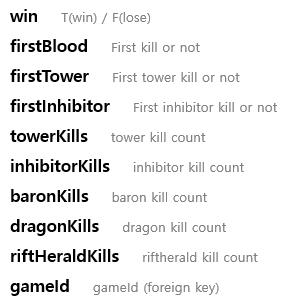 win T(win) / F(lose)
firstBlood First kill or not
firstTower First tower kill or not
firstInhibitor First inhibitor kill or not
towerKills tower kill count
inhibitorKills inhibitor kill count
baronKills baron kill count
dragonKills dragon kill count
riftHeraldKills riftherald kill count
gameId gameId (foreign key)